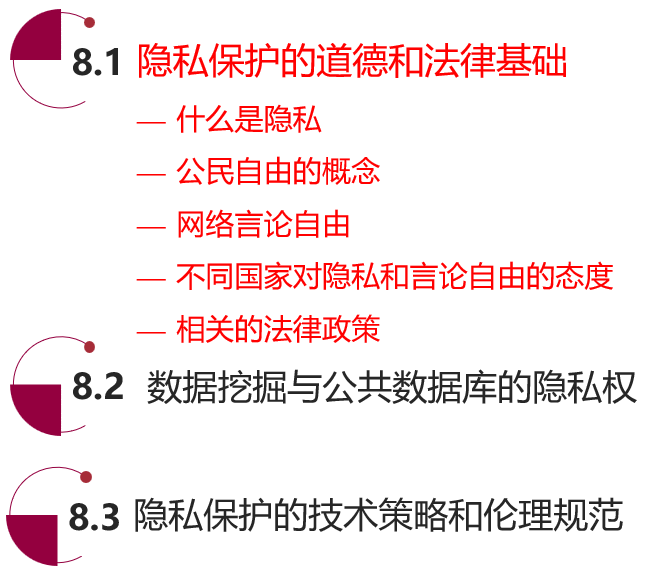 8.1 隐私保护的道德和法律基础
— 什么是隐私
— 公民自由的概念
— 网络言论自由
— 不同国家对隐私和言论自由的态度
— 相关的法律政策
8.2 数据挖掘与公共数据库的隐私权
8.3 隐私保护的技术策略和伦理规范